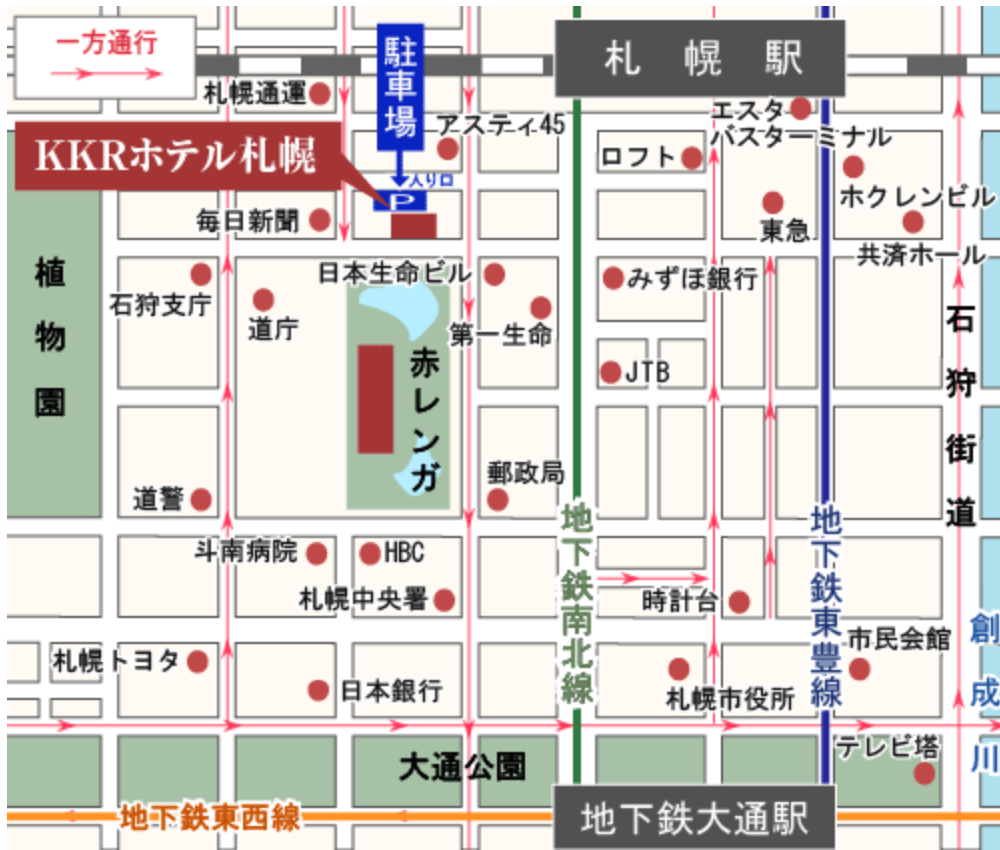 一方通行
札幌駅
駐車場
札幌通運
エスタ
バスターミナル
アスティ45
KKRホテル札幌
ロフト
入り口
P
ホクレンビル
毎日新聞
東急
共済ホール
植物園
日本生命ビル
みずほ銀行
石狩支庁
道庁
第一生命
石狩街道
赤レンガ
JTB
道警
郵政局
地下鉄南北線
地下鉄東豊線
斗南病院
HBC
札幌中央署
時計台
創成川
市民会館
札幌トヨタ
日本銀行
札幌市役所
テレビ塔
大通公園
地下鉄東西線
地下鉄大通駅